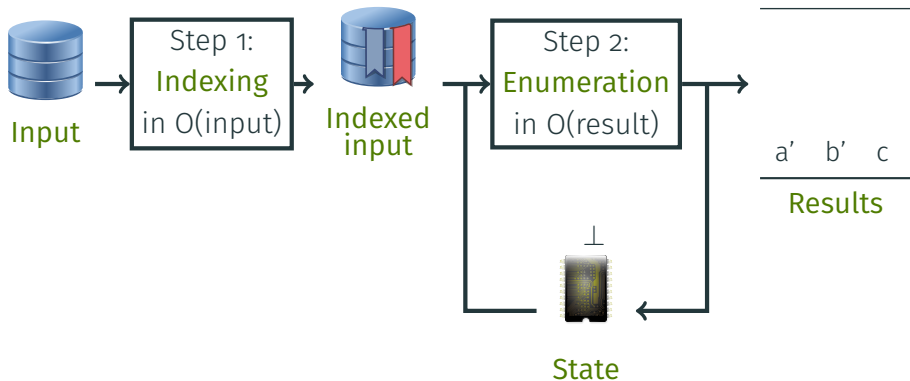 Step 1:
Indexing
in O(input)
Input
Indexed
input
Step 2:
Enumeration
in O(result)
a’ b’ c
Results
⊥
State